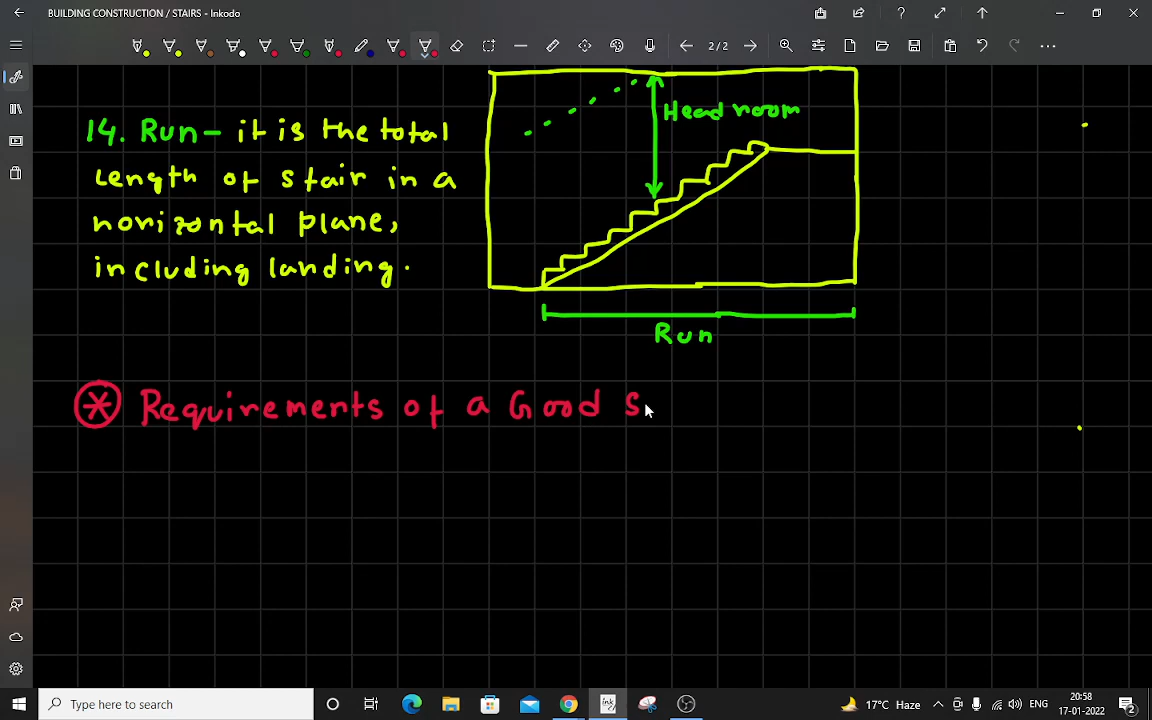 BUILDING CONSTRUCTION / STAIRS - Inkodo
2/2
14. Run- it is the total
Length of stair in a
horizontal plane,
including landing.
Head room
Run
* Requirements of a Good S
Type here to search
ink
17°C Haze
ENG
20:58
17-01-2022
2